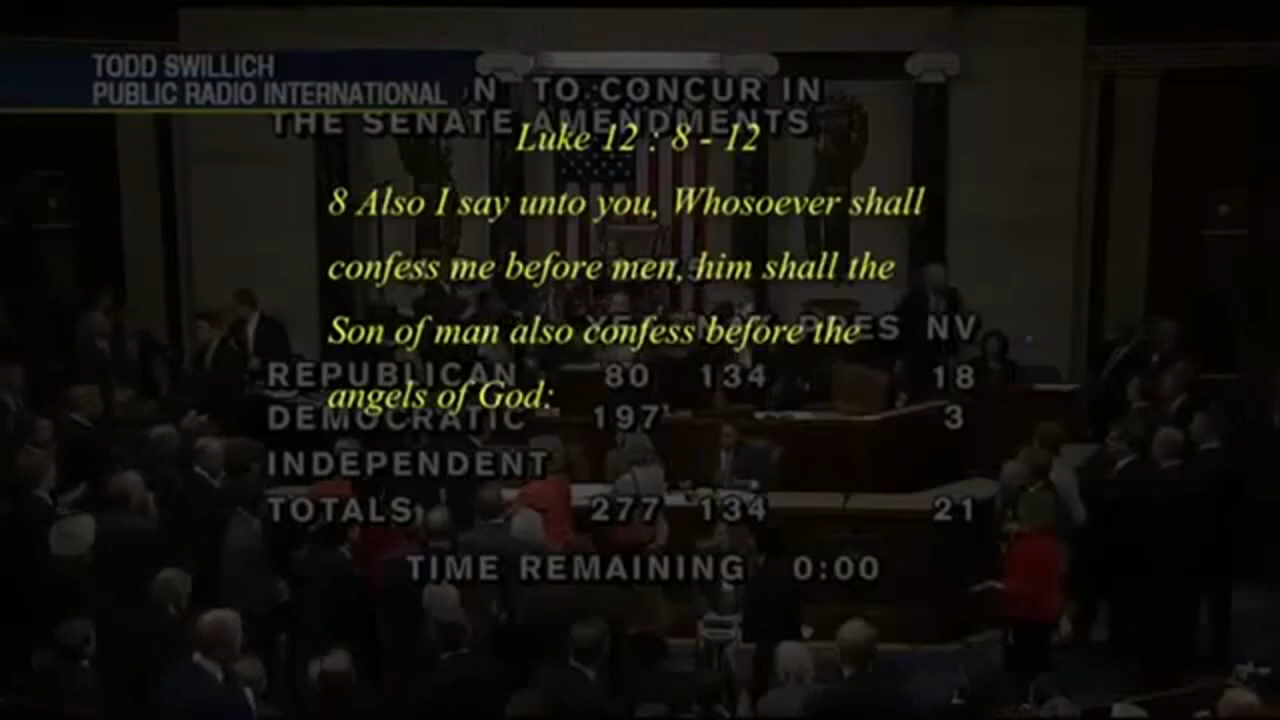 TODD SWILLICH
PUBLIC RADIO INTERNATIONAL
N TO CONCUR IN
THE SENATE AMENDMENTS
Luke 12 : 8 - 12
8 Also I say unto you, Whosoever shall
confess me before men, him shall the
Son of man also confess before the
angels of God:
PRES NV
REPUBLICAN 80 134 18
DEMOCRATIC 197 3
INDEPENDENT
TOTALS 277 134 21
TIME REMAINING 0:00